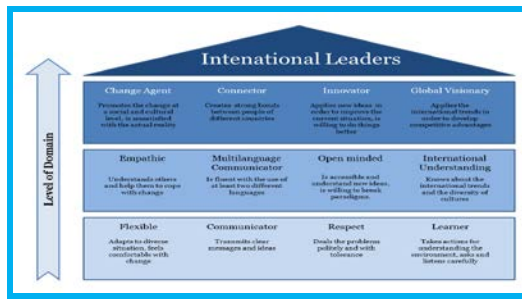 Intenational Leaders
Level of Domain
Change Agent
Promotes the change at
a social and cultural
level, is unsatisfied
with the actual reality
Connector
Creates strong bonds
between people of
different countries
Innovator
Applies new ideas in
order to improve the
current situation, is
willing to do things
better
Global Visionary
Applies the
international trends in
order to develop
competitive advantages
Empathic
Understands others
and help them to cope
with change
Multilanguage
Communicator
Is fluent with the use of
at least two different
languages
Open minded
Is accessible and
understand new ideas,
is willing to break
paradigms.
International
Understanding
Knows about the
international trends
and the diversity of
cultures
Flexible
Adapts to diverse
situation, feels
comfortable with
change
Communicator
Transmits clear
messages and ideas
Respect
Deals the problems
politely and with
tolerance
Learner
Takes actions for
understanding the
environment, asks and
listens carefully